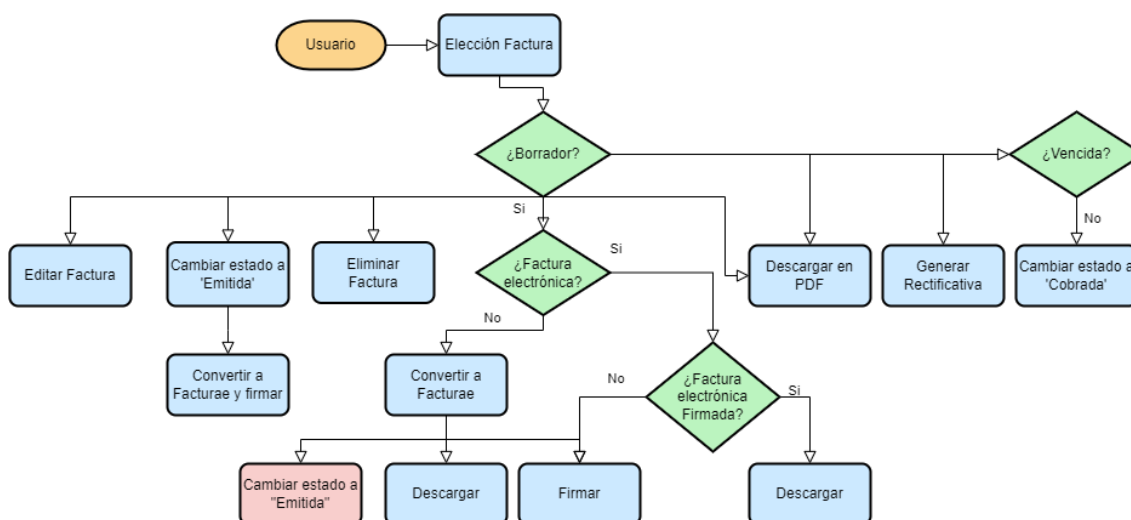 Usuario
Elección Factura
¿Borrador?
¿Vencida?
Si
No
Editar Factura
Cambiar estado a
'Emitida'
Eliminar
Factura
¿Factura
electrónica?
Si
Descargar en
PDF
Generar
Rectificativa
Cambiar estado a
'Cobrada'
No
Convertir a
Facturae y firmar
Convertir a
Facturae
No
¿Factura
electrónica
Firmada?
Si
Cambiar estado a
"Emitida"
Descargar
Firmar
Descargar